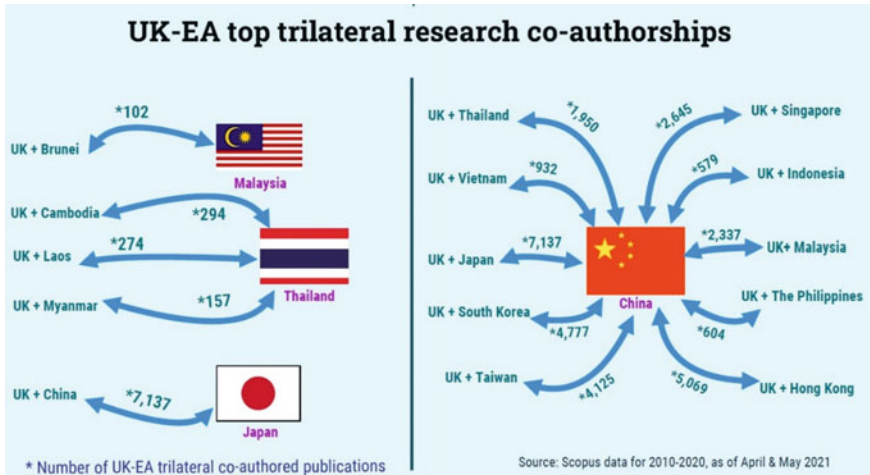 UK-EA top trilateral research co-authorships
*102
UK + Brunei
Malaysia
UK + Cambodia
*294
UK + Laos
*274
UK + Myanmar
*157
Thailand
UK + China
*7,137
Japan
* Number of UK-EA trilateral co-authored publications
UK + Thailand
*1,950
*2,645
UK + Singapore
UK + Vietnam
*932
*579
UK + Indonesia
UK + Japan
*7,137
*2,337
UK+ Malaysia
China
UK + South Korea
*4,777
*604
UK + The Philippines
UK + Taiwan
*4,125
*5,069
UK + Hong Kong
Source: Scopus data for 2010-2020, as of April & May 2021